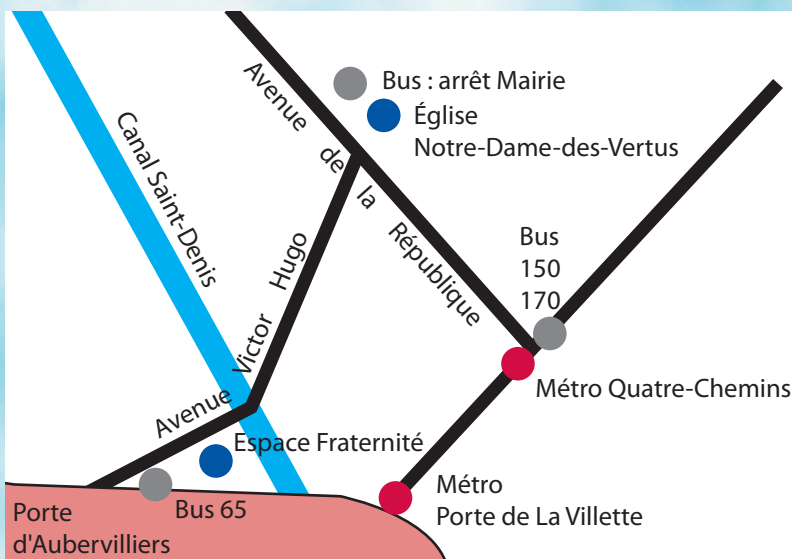 Bus : arrêt Mairie
Église
Notre-Dame-des-Vertus
Avenue de la République
Canal Saint-Denis
Avenue Victor Hugo
Bus
150
170
Métro Quatre-Chemins
Espace Fraternité
Bus 65
Métro
Porte de La Villette
Porte
d'Aubervilliers